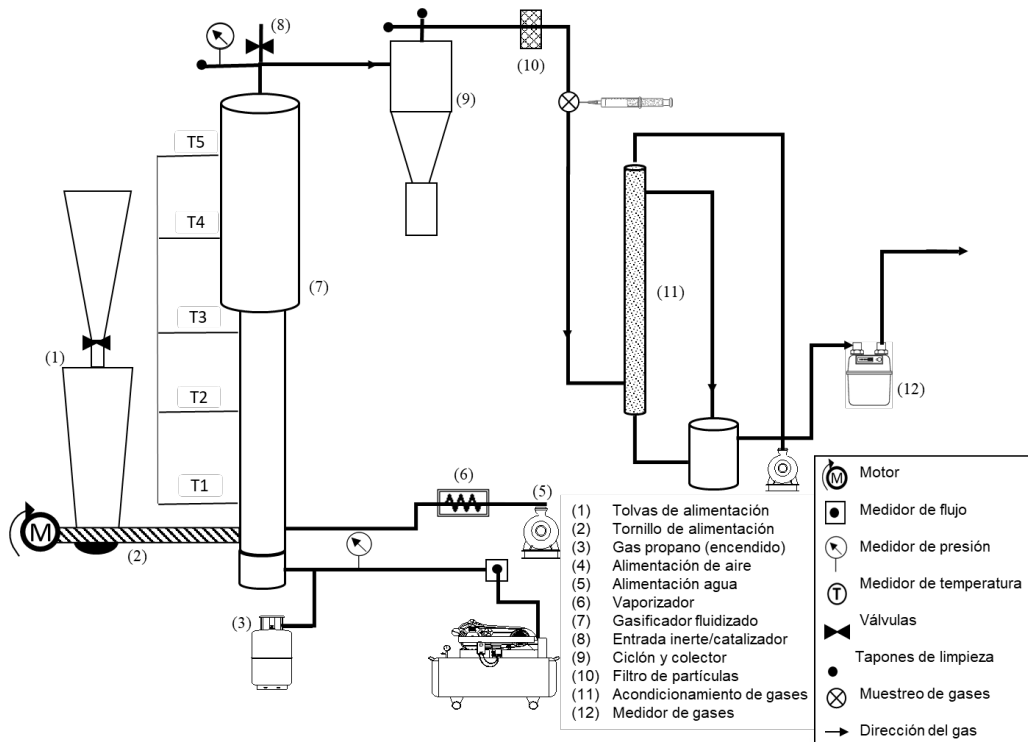 (8)
(10)
(9)
T5
T4
(7)
T3
(11)
(1)
T2
(12)
T1
(6)
(5)
M
(2)
(3)
(1) Tolvas de alimentación
(2) Tornillo de alimentación
(3) Gas propano (encendido)
(4) Alimentación de aire
(5) Alimentación agua
(6) Vaporizador
(7) Gasificador fluidizado
(8) Entrada inerte/catalizador
(9) Ciclón y colector
(10) Filtro de partículas
(11) Acondicionamiento de gases
(12) Medidor de gases
M Motor
Medidor de flujo
Medidor de presión
T Medidor de temperatura
Válvulas
Tapones de limpieza
Muestreo de gases
Dirección del gas